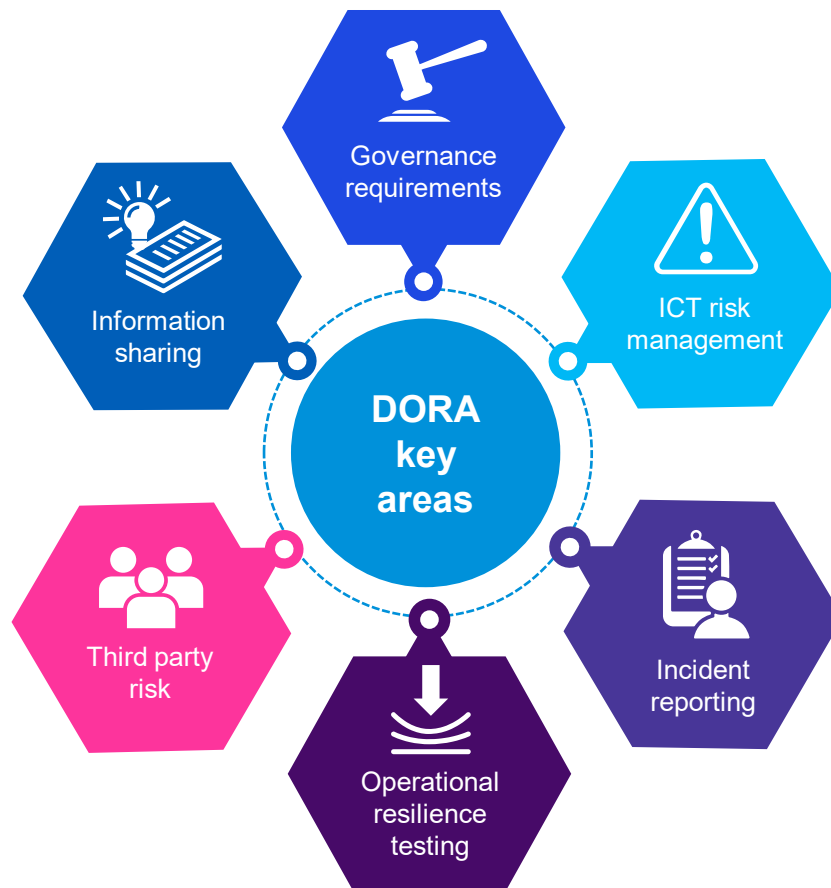 Governance
requirements
ICT risk
management
Incident
reporting
Operational
resilience
testing
Third party
risk
Information
sharing
DORA
key
areas